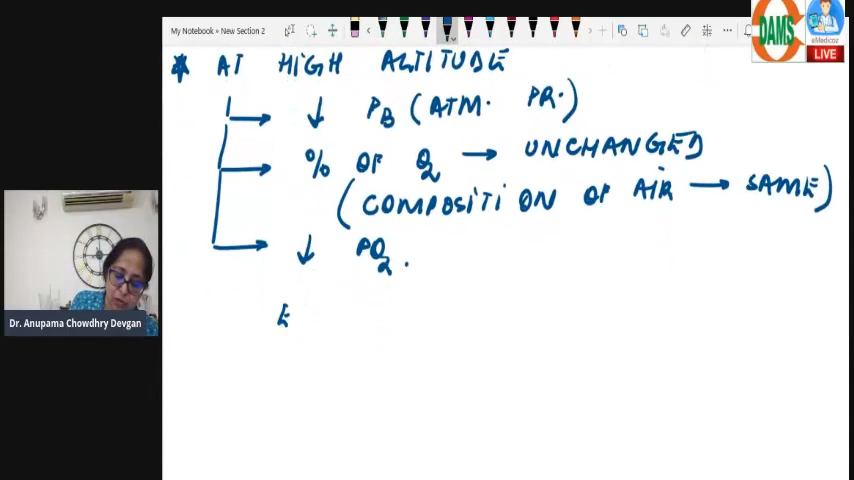 My Notebook » New Section 2
DAMS
eMedicoz
LIVE
* AT HIGH ALTITUDE
→ ↓ PB (ATM. PR.)
→ % OF O2 → UNCHANGED
(COMPOSITION OF AIR → SAME)
→ ↓ PO2.
E
Dr. Anupama Chowdhry Devgan